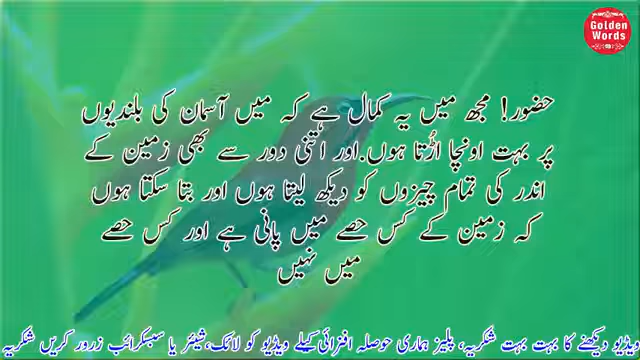 Golden
Words
حضور! مجھ میں یہ کمال ہے کہ میں آسمان کی بلندیوں
پر بہت اونچا اڑتا ہوں.اور اتنی دور سے بھی زمین کے
اندر کی تمام چیزوں کو دیکھ لیتا ہوں اور بتا سکتا ہوں
کہ زمین کے کس حصے میں پانی ہے اور کس حصے
میں نہیں
ویڈیو دیکھنے کا بہت بہت شکریہ، پلیز ہماری حوصلہ افزائی کیلے ویڈیو کو لائک،شیئر یا سبسکرائب زرور کریں شکریہ